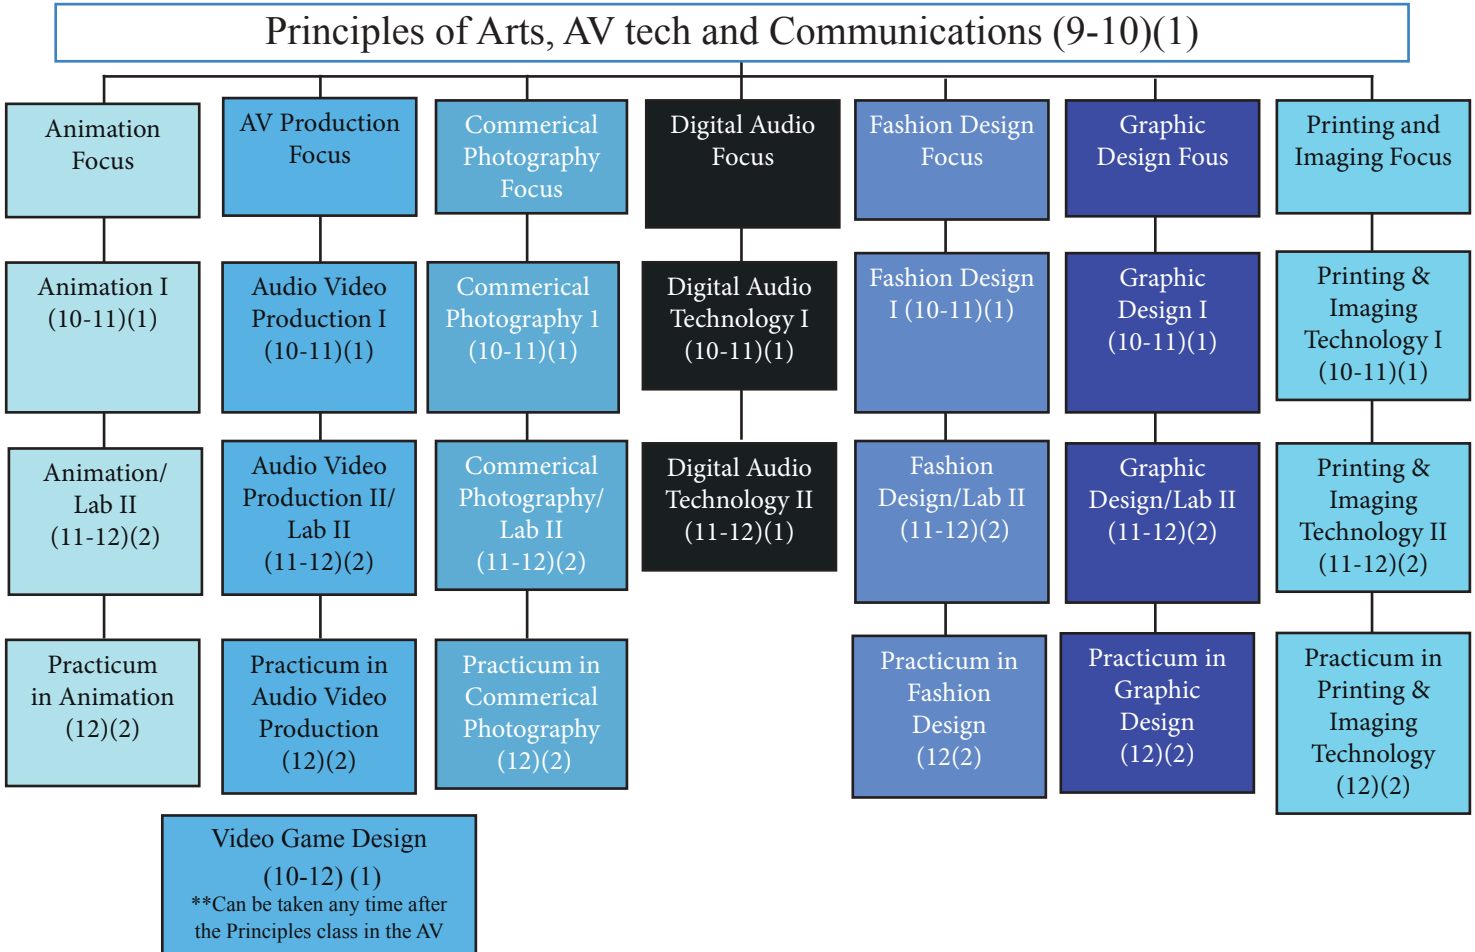 Principles of Arts, AV tech and Communications (9-10)(1)
Animation
Focus
AV Production
Focus
Commerical
Photography
Focus
Digital Audio
Focus
Fashion Design
Focus
Graphic
Design Fous
Printing and
Imaging Focus
Animation I
(10-11)(1)
Audio Video
Production I
(10-11)(1)
Commerical
Photography 1
(10-11)(1)
Digital Audio
Technology I
(10-11)(1)
Fashion Design
I (10-11)(1)
Graphic
Design I
(10-11)(1)
Printing &
Imaging
Technology I
(10-11)(1)
Animation/
Lab II
(11-12)(2)
Audio Video
Production II/
Lab II
(11-12)(2)
Commerical
Photography/
Lab II
(11-12)(2)
Digital Audio
Technology II
(11-12)(1)
Fashion
Design/Lab II
(11-12)(2)
Graphic
Design/Lab II
(11-12)(2)
Printing &
Imaging
Technology II
(11-12)(2)
Practicum
in Animation
(12)(2)
Practicum in
Audio Video
Production
(12)(2)
Practicum in
Commerical
Photography
(12)(2)
Practicum in
Fashion
Design
(12(2)
Practicum in
Graphic
Design
(12)(2)
Practicum in
Printing &
Imaging
Technology
(12)(2)
Video Game Design
(10-12) (1)
**Can be taken any time after
the Principles class in the AV